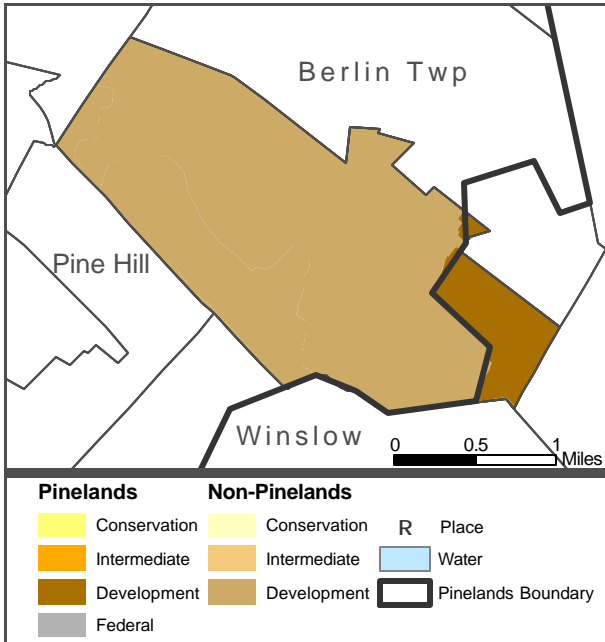 Berlin Twp
Pine Hill
Winslow
0 0.5 1
Miles
Pinelands Non-Pinelands
Conservation Conservation R Place
Intermediate Intermediate Water
Development Development Pinelands Boundary
Federal